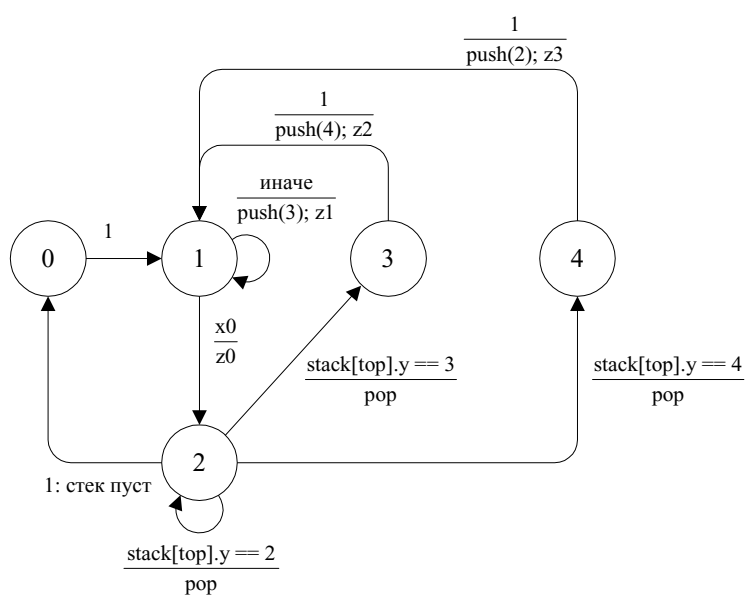 1
push(2); z3
1
push(4); z2
иначе
push(3); z1
0
1
1
3
4
x0
z0
stack[top].y == 3
pop
stack[top].y == 4
pop
2
1: стек пуст
stack[top].y == 2
pop